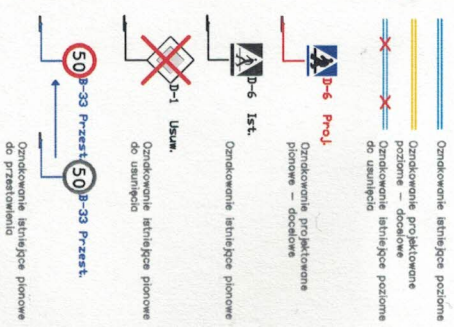 Oznakowanie istniejące poziome
Oznakowanie projektowane
poziome – docelowe
Oznakowanie istniejące poziome
do usunięcia
D-6 Proj.
Oznakowanie projektowane
pionowe – docelowe
D-6 Ist.
Oznakowanie istniejące pionowe
D-1 Usuw.
Oznakowanie istniejące pionowe
do usunięcia
50
B-33 Przest.
50
B-33 Przest.
Oznakowanie istniejące pionowe
do przestawienia